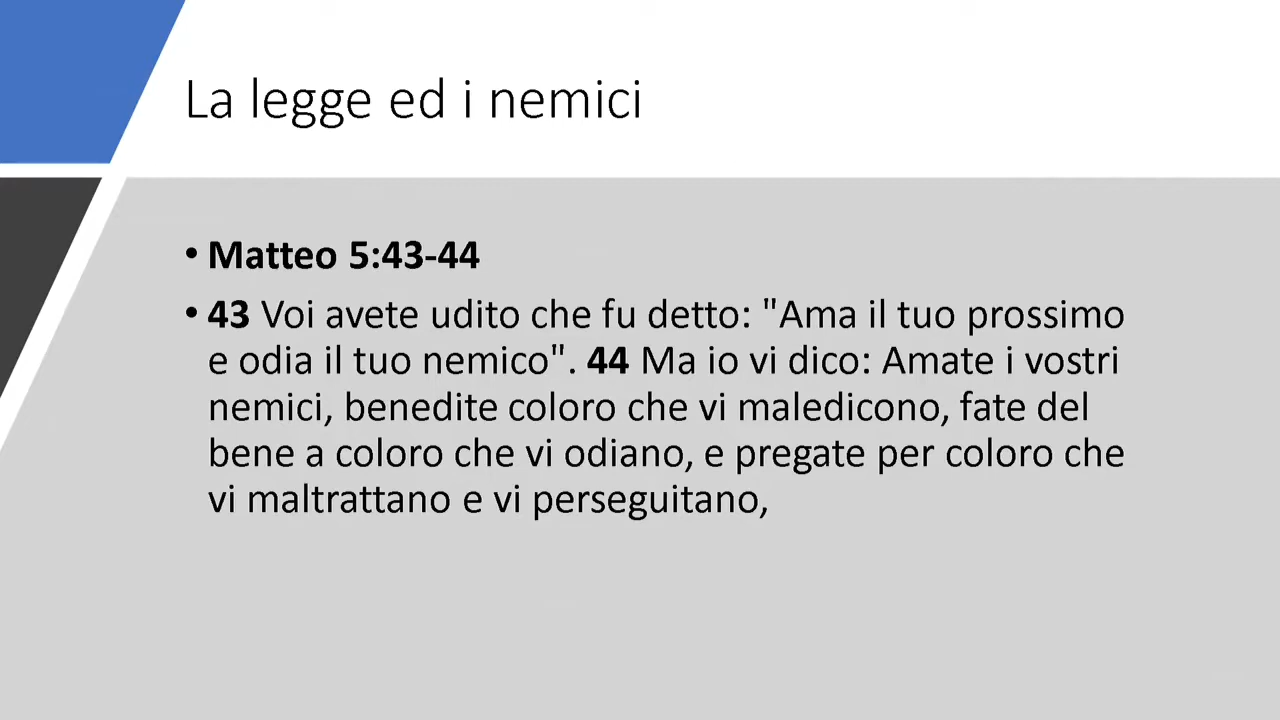 La legge ed i nemici
• Matteo 5:43-44
• 43 Voi avete udito che fu detto: "Ama il tuo prossimo
e odia il tuo nemico". 44 Ma io vi dico: Amate i vostri
nemici, benedite coloro che vi maledicono, fate del
bene a coloro che vi odiano, e pregate per coloro che
vi maltrattano e vi perseguitano,